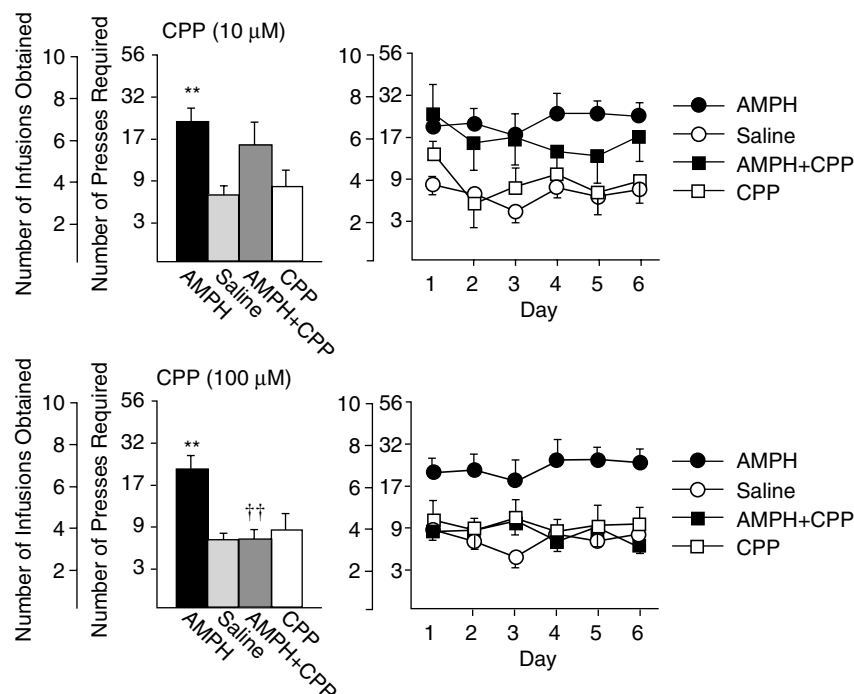 CPP (10 μM)
Number of Infusions Obtained
10
8
6
4
2
Number of Presses Required
56
32
17
9
3
**
AMPH
Saline
AMPH+CPP
CPP
10
8
6
4
2
56
32
17
9
3
1 2 3 4 5 6
Day
AMPH
Saline
AMPH+CPP
CPP
CPP (100 μM)
Number of Infusions Obtained
10
8
6
4
2
Number of Presses Required
56
32
17
9
3
**
††
AMPH
Saline
AMPH+CPP
CPP
10
8
6
4
2
56
32
17
9
3
1 2 3 4 5 6
Day
AMPH
Saline
AMPH+CPP
CPP